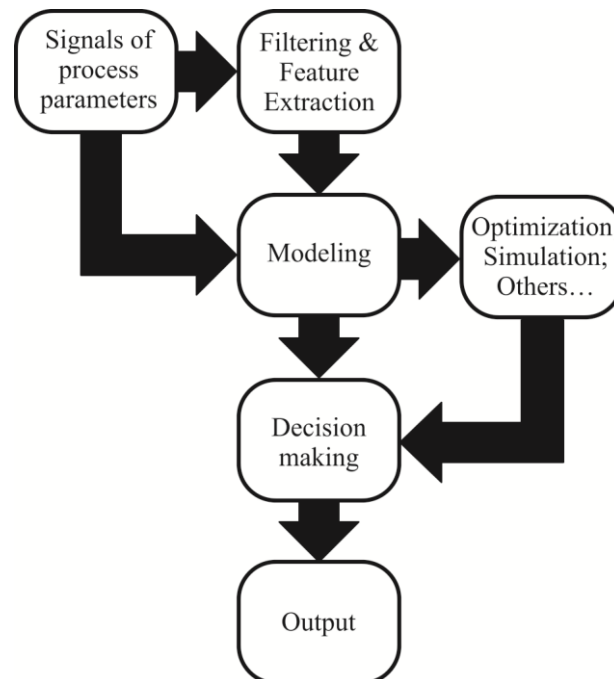 Signals of
process
parameters
Filtering &
Feature
Extraction
Modeling
Optimization
Simulation;
Others…
Decision
making
Output